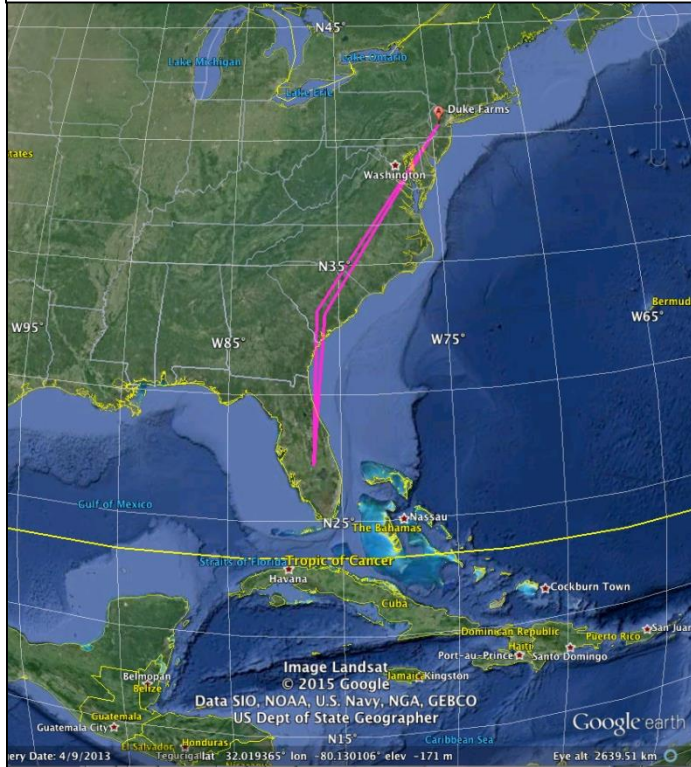 N45°
Lake Michigan
Lake Ontario
Lake Erie
Duke Farms
tates
Washington
N35°
Bermud
W95°
W85°
W75°
W65°
Gulf of Mexico
N25°
Nassau
The Bahamas
Straits of Florida
Tropic of Cancer
Havana
Cockburn Town
Cuba
Dominican Republic
Puerto Rico
San Juan
Haiti
Port-au-Prince
Santo Domingo
Image Landsat
Jamaica
Kingston
© 2015 Google
Belmopan
Belize
Data SIO, NOAA, U.S. Navy, NGA, GEBCO
US Dept of State Geographer
Guatemala
Guatemala City
Google earth
El Salvador
Honduras
N15°
Caribbean Sea
ery Date: 4/9/2013
lat 32.019365° lon -80.130106° elev -171 m
Eye alt 2639.51 km